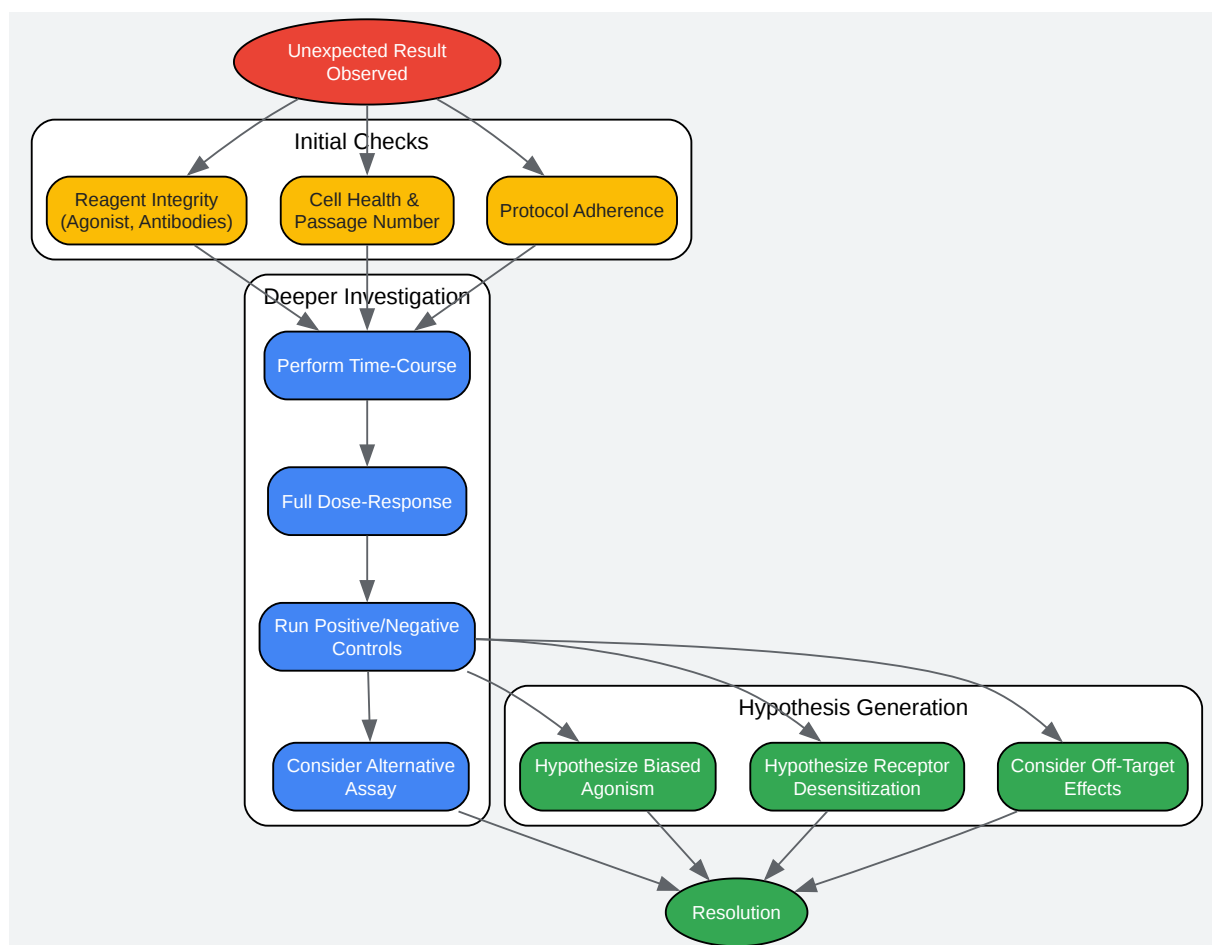 Unexpected Result
Observed
Initial Checks
Reagent Integrity
(Agonist, Antibodies)
Cell Health &
Passage Number
Protocol Adherence
Deeper Investigation
Perform Time-Course
Full Dose-Response
Run Positive/Negative
Controls
Hypothesis Generation
Consider Alternative
Assay
Hypothesize Biased
Agonism
Hypothesize Receptor
Desensitization
Consider Off-Target
Effects
Resolution